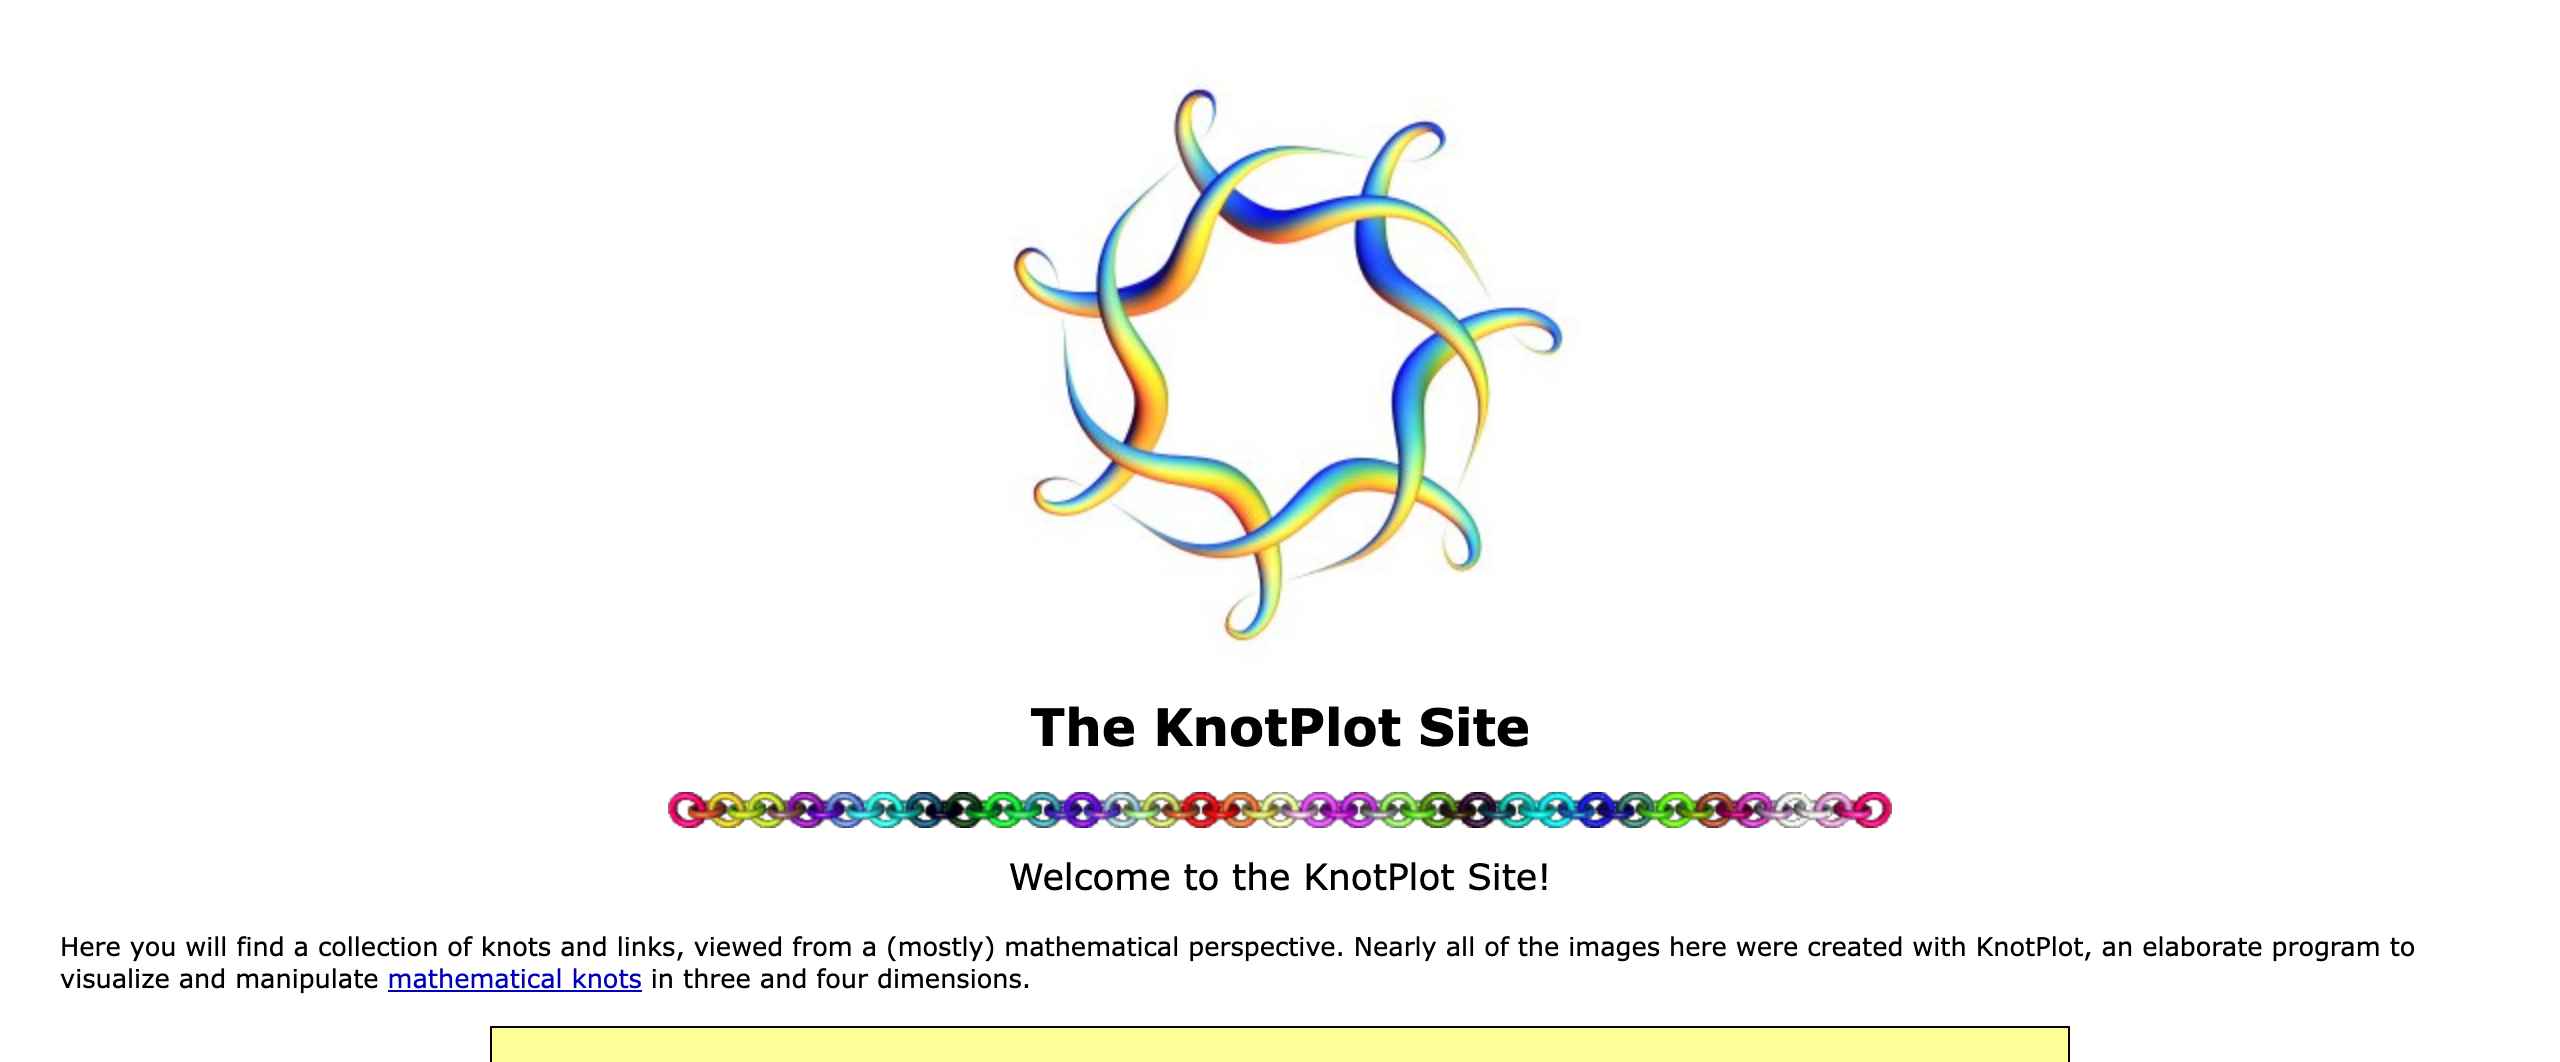 The KnotPlot Site
Welcome to the KnotPlot Site!
Here you will find a collection of knots and links, viewed from a (mostly) mathematical perspective. Nearly all of the images here were created with KnotPlot, an elaborate program to
visualize and manipulate mathematical knots in three and four dimensions.